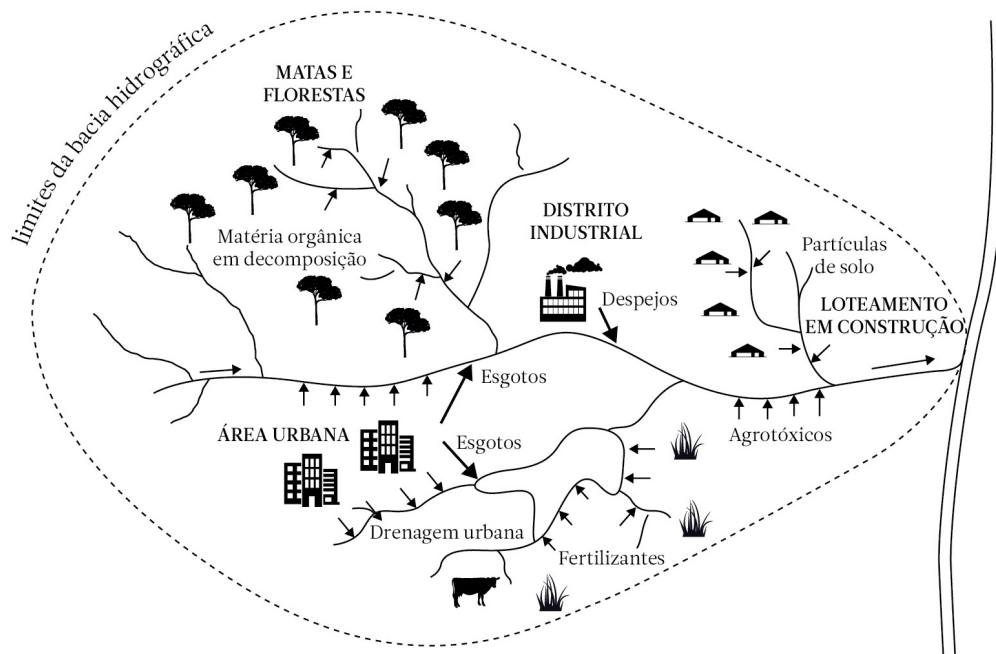 limites da bacia hidrográfica
MATAS E
FLORESTAS
Matéria orgânica
em decomposição
DISTRITO
INDUSTRIAL
Despejos
Partículas
de solo
LOTEAMENTO
EM CONSTRUÇÃO
Esgotos
ÁREA URBANA
Esgotos
Agrotóxicos
Drenagem urbana
Fertilizantes